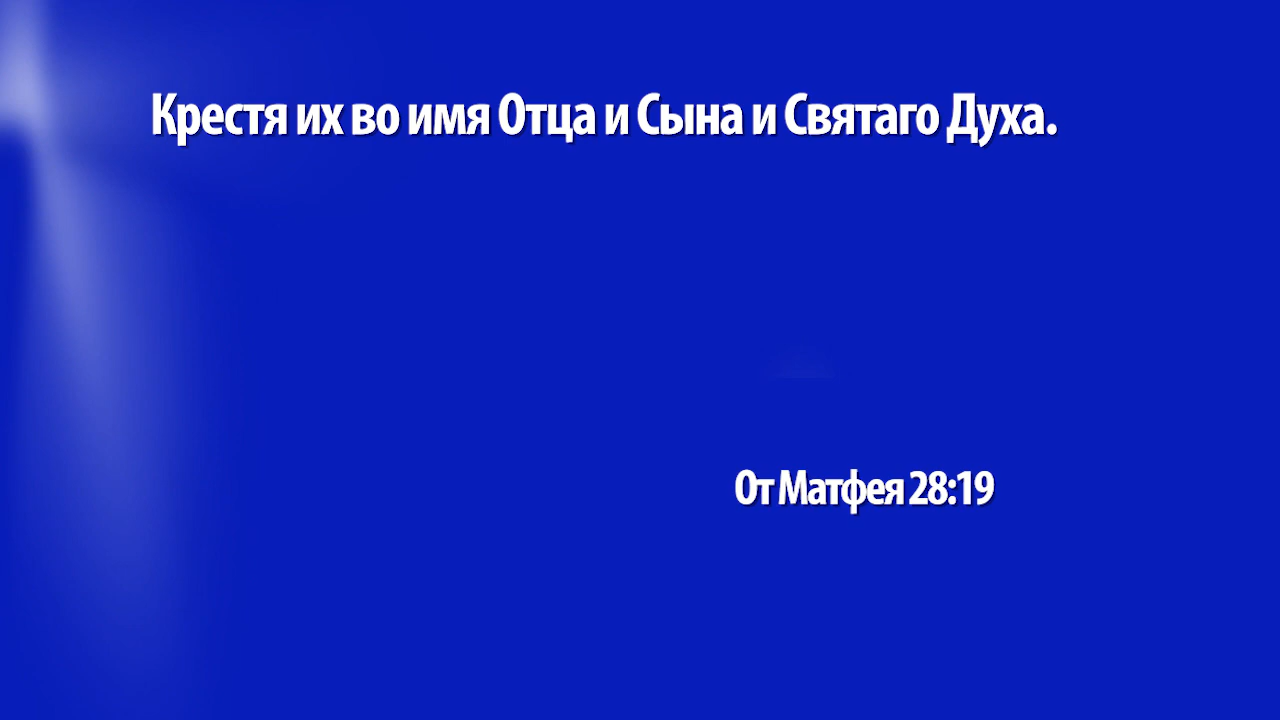 Крестя их во имя Отца и Сына и Святаго Духа.
От Матфея 28:19